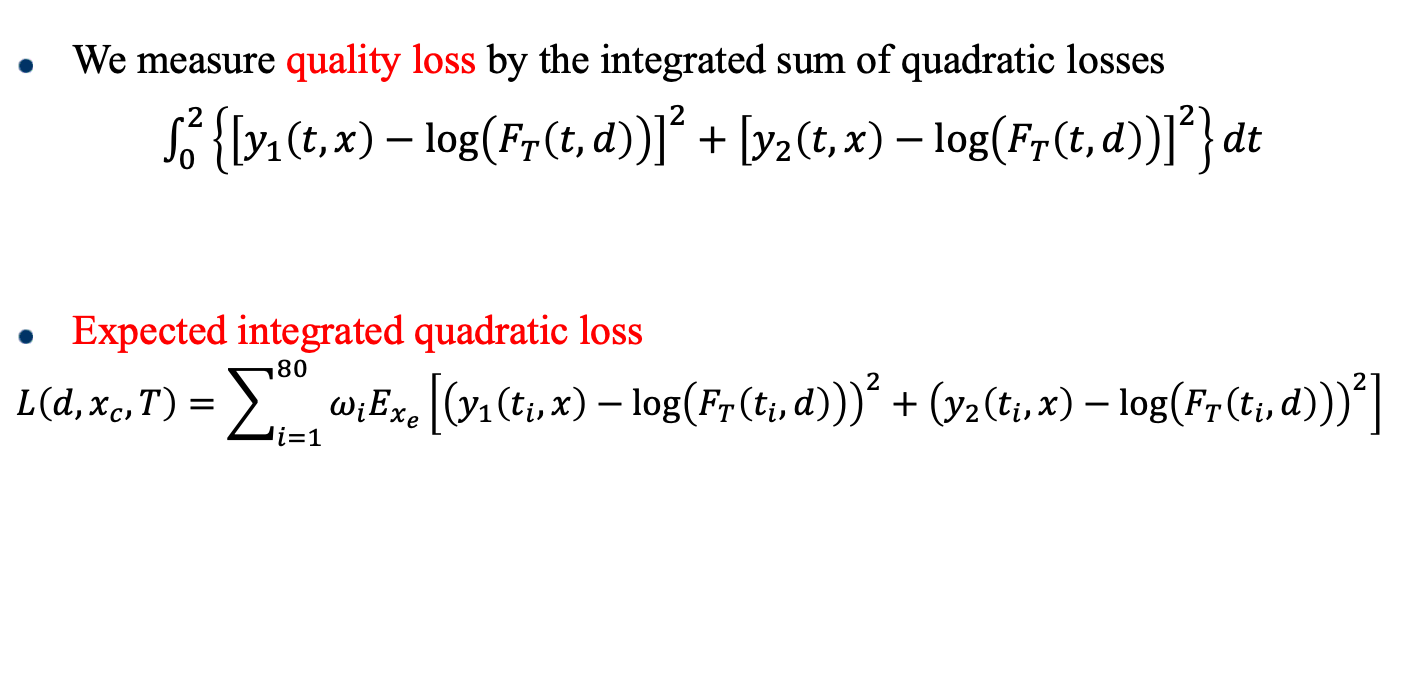 • We measure quality loss by the integrated sum of quadratic losses
∫₀² {[y₁(t, x) − log(F_T(t, d))]² + [y₂(t, x) − log(F_T(t, d))]²} dt
• Expected integrated quadratic loss
L(d, x_c, T) = ∑_{i=1}^{80} ω_i E_{x_e} [(y₁(t_i, x) − log(F_T(t_i, d)))² + (y₂(t_i, x) − log(F_T(t_i, d)))²]